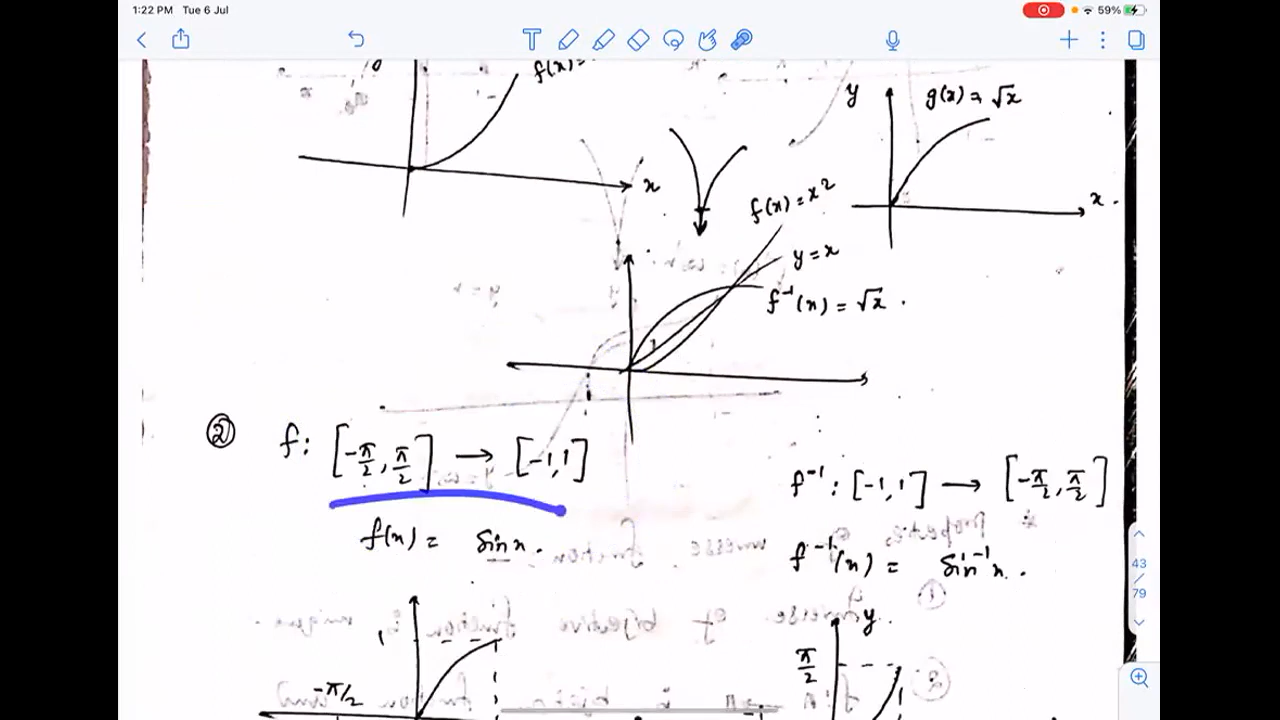 1:22 PM Tue 6 Jul
59%
f(x)=
y
g(x) = √x
x
x
f(x) = x²
y = x
f⁻¹(x) = √x .
② f: [-π/2, π/2] → [-1, 1]
f⁻¹: [-1, 1] → [-π/2, π/2]
f(x) = sin x .
f⁻¹(x) = sin⁻¹x .
43
/
79
y
1
π/2
-π/2